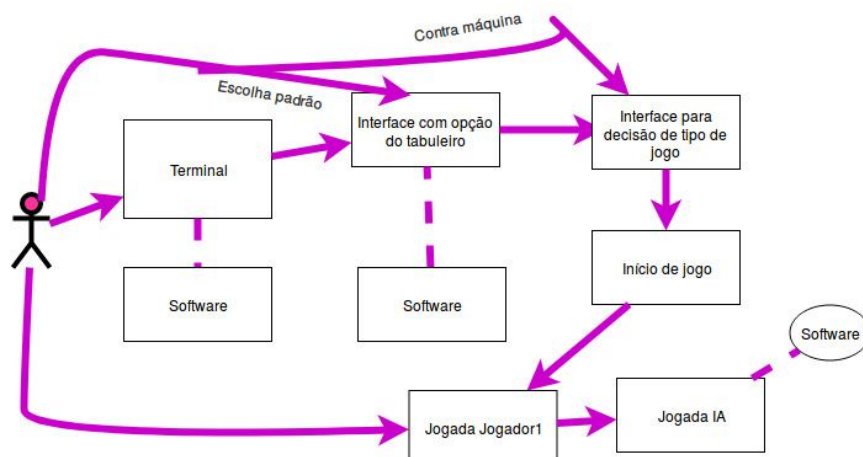 Contra máquina
Escolha padrão
Terminal
Interface com opção
do tabuleiro
Interface para
decisão de tipo de
jogo
Software
Software
Início de jogo
Software
Jogada Jogador1
Jogada IA